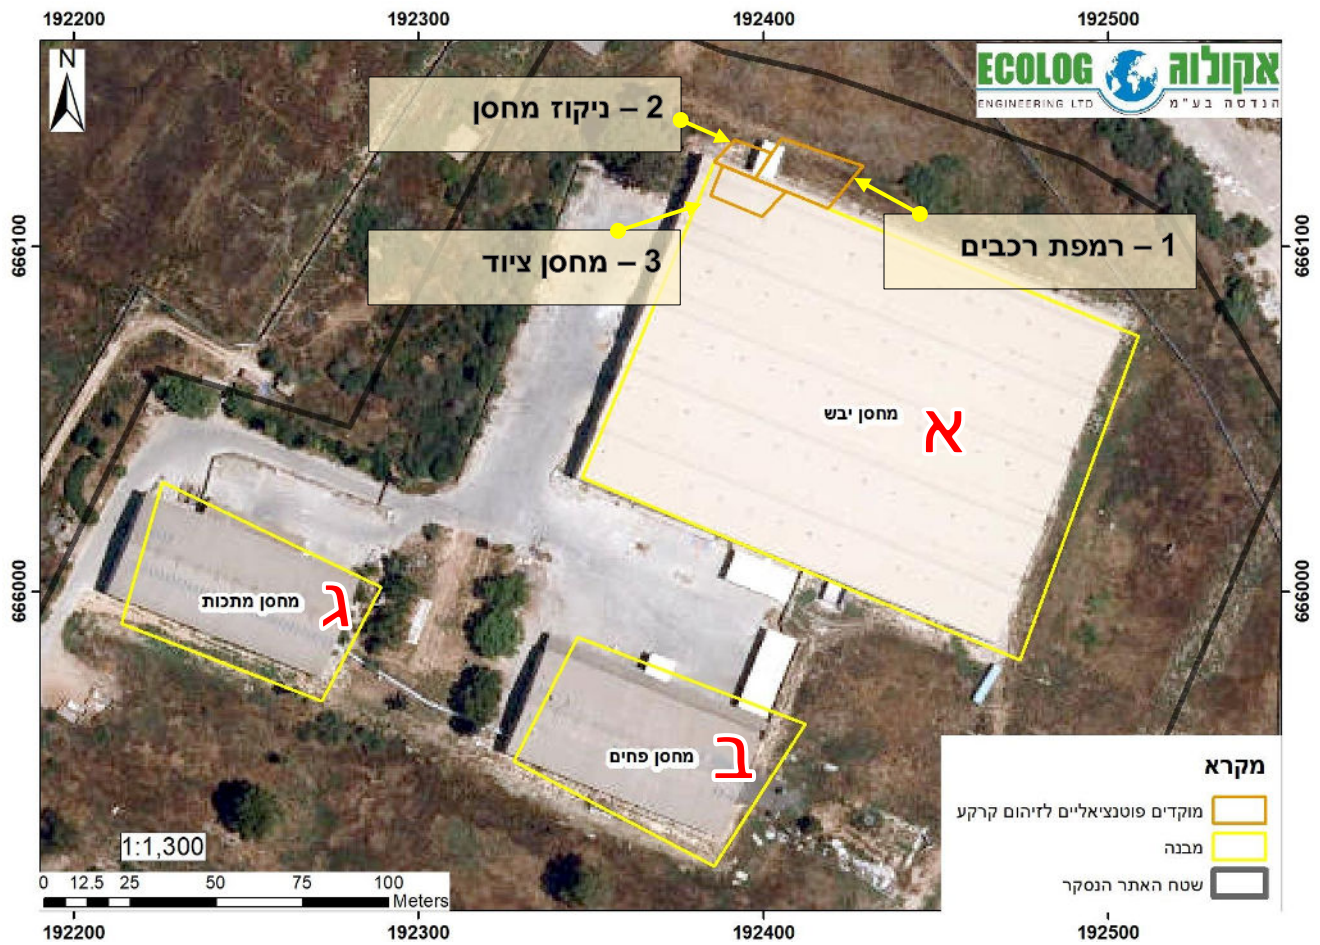 192200
192300
192400
192500
N
ECOLOG
ENGINEERING LTD
אקולוג
הנדסה בע"מ
2 – ניקוז מחסן
1 – רמפת רכבים
3 – מחסן ציוד
666100
666100
מחסן יבש
א
666000
666000
מחסן מתכות
ג
מחסן פחים
ב
מקרא
מוקדים פוטנציאליים לזיהום קרקע
מבנה
שטח האתר הנסקר
1:1,300
0 12.5 25 50 75 100
Meters
192200
192300
192400
192500